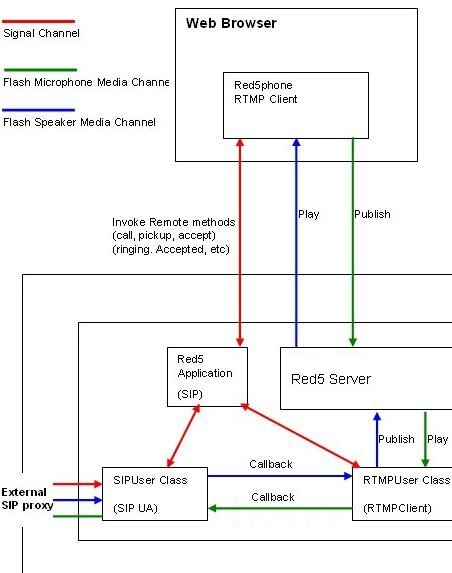 Web Browser
Signal Channel
Flash Microphone Media Channe
Flash Speaker Media Channel
Red5phone
RTMP Client
Invoke Remote methods
(call, pickup, accept)
(ringing. Accepted, etc)
Play
Publish
Red5
Application
(SIP)
Red5 Server
Publish
Play
SIPUser Class
(SIP UA)
Callback
Callback
RTMPUser Class
(RTMPClient)
External
SIP proxy